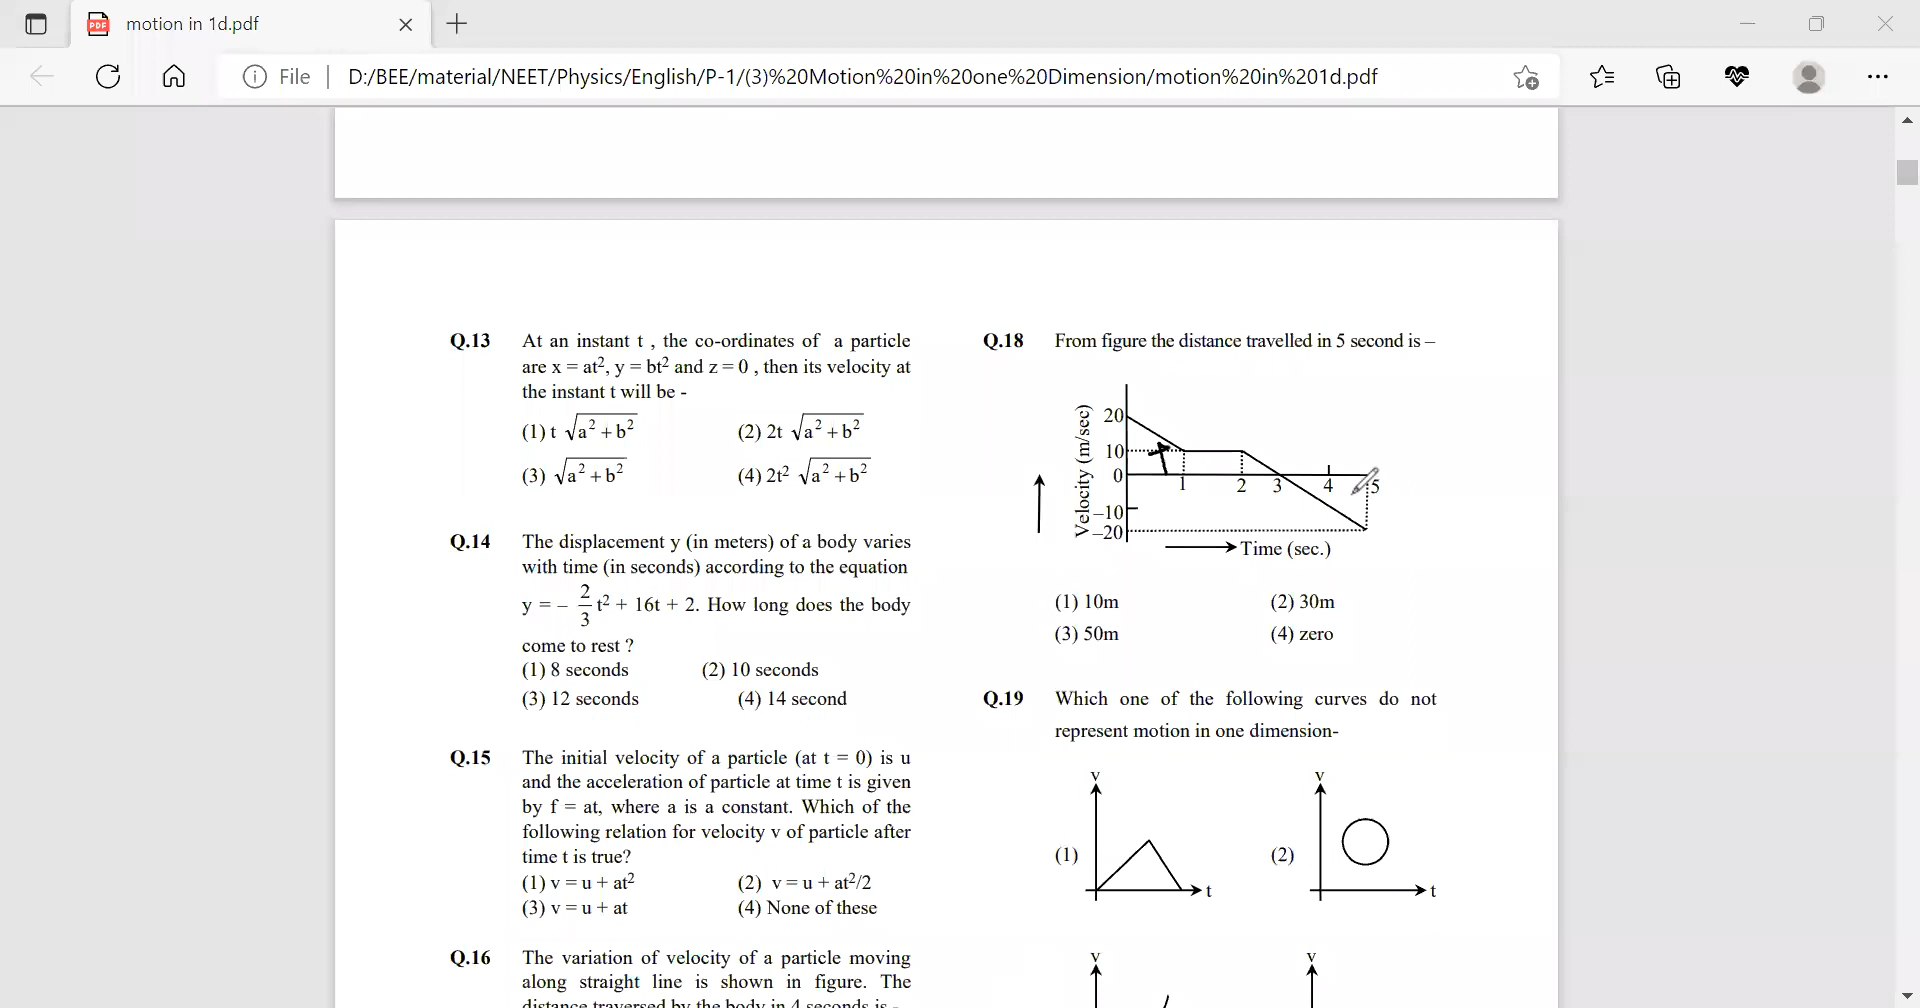 motion in 1d.pdf
File | D:/BEE/material/NEET/Physics/English/P-1/(3)%20Motion%20in%20one%20Dimension/motion%20in%201d.pdf
Q.13 At an instant t , the co-ordinates of a particle
are x = at², y = bt² and z = 0 , then its velocity at
the instant t will be -
(1) t √(a² + b²) (2) 2t √(a² + b²)
(3) √(a² + b²) (4) 2t² √(a² + b²)
Q.14 The displacement y (in meters) of a body varies
with time (in seconds) according to the equation
y = – 2/3 t² + 16t + 2. How long does the body
come to rest ?
(1) 8 seconds (2) 10 seconds
(3) 12 seconds (4) 14 second
Q.15 The initial velocity of a particle (at t = 0) is u
and the acceleration of particle at time t is given
by f = at, where a is a constant. Which of the
following relation for velocity v of particle after
time t is true?
(1) v = u + at² (2) v = u + at²/2
(3) v = u + at (4) None of these
Q.16 The variation of velocity of a particle moving
along straight line is shown in figure. The
distance traversed by the body in 4 seconds is -
Q.18 From figure the distance travelled in 5 second is –
Velocity (m/sec)
20
10
0
–10
–20
1 2 3 4 5
Time (sec.)
(1) 10m (2) 30m
(3) 50m (4) zero
Q.19 Which one of the following curves do not
represent motion in one dimension-
v v
(1) t (2) t
v v